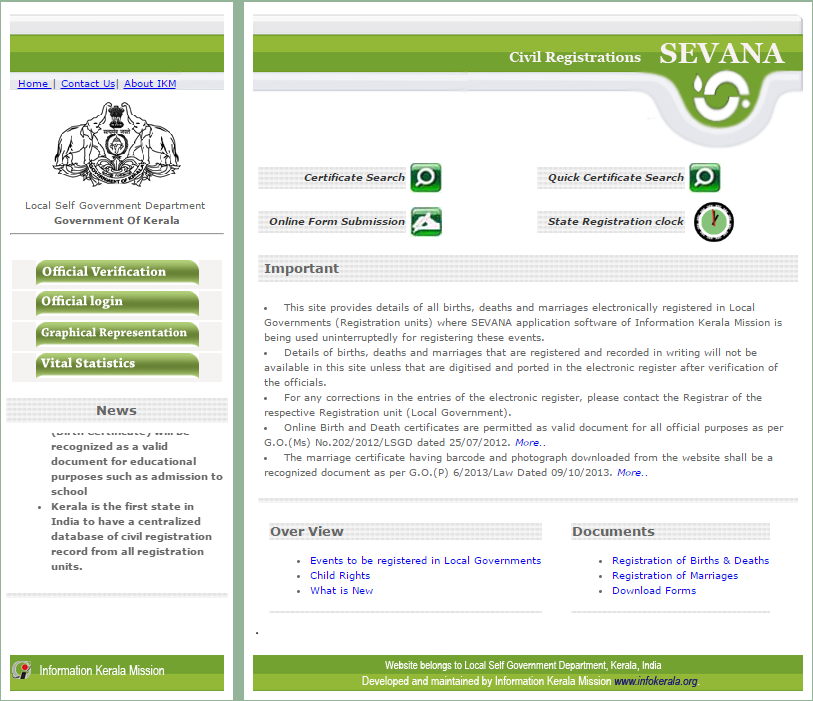 Home | Contact Us| About IKM
Local Self Government Department
Government Of Kerala
Official Verification
Official login
Graphical Representation
Vital Statistics
News
(Birth Certificate) will be
recognized as a valid
document for educational
purposes such as admission to
school
Kerala is the first state in
India to have a centralized
database of civil registration
record from all registration
units.
Information Kerala Mission
Civil Registrations SEVANA
Certificate Search
Quick Certificate Search
Online Form Submission
State Registration clock
Important
This site provides details of all births, deaths and marriages electronically registered in Local
Governments (Registration units) where SEVANA application software of Information Kerala Mission is
being used uninterruptedly for registering these events.
Details of births, deaths and marriages that are registered and recorded in writing will not be
available in this site unless that are digitised and ported in the electronic register after verification of
the officials.
For any corrections in the entries of the electronic register, please contact the Registrar of the
respective Registration unit (Local Government).
Online Birth and Death certificates are permitted as valid document for all official purposes as per
G.O.(Ms) No.202/2012/LSGD dated 25/07/2012. More..
The marriage certificate having barcode and photograph downloaded from the website shall be a
recognized document as per G.O.(P) 6/2013/Law Dated 09/10/2013. More..
Over View
Events to be registered in Local Governments
Child Rights
What is New
Documents
Registration of Births & Deaths
Registration of Marriages
Download Forms
.
Website belongs to Local Self Government Department, Kerala, India
Developed and maintained by Information Kerala Mission www.infokerala.org.